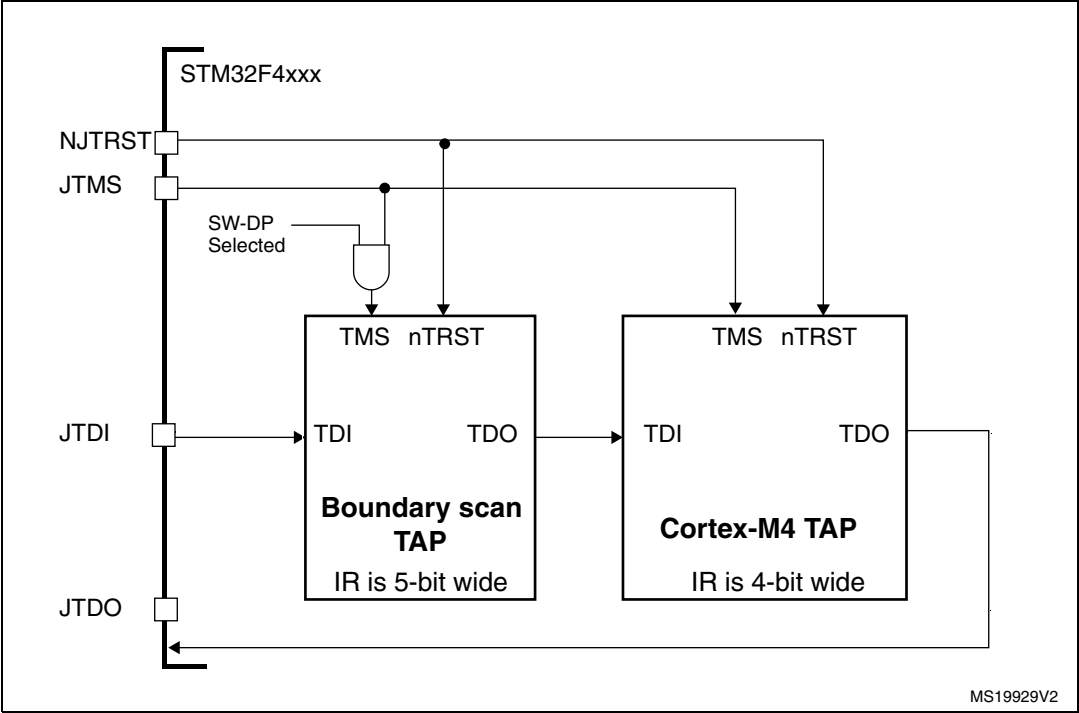 STM32F4xxx
NJTRST
JTMS
SW-DP
Selected
TMS nTRST
TMS nTRST
JTDI
TDI
TDO
TDI
TDO
Boundary scan
TAP
IR is 5-bit wide
Cortex-M4 TAP
IR is 4-bit wide
JTDO
MS19929V2